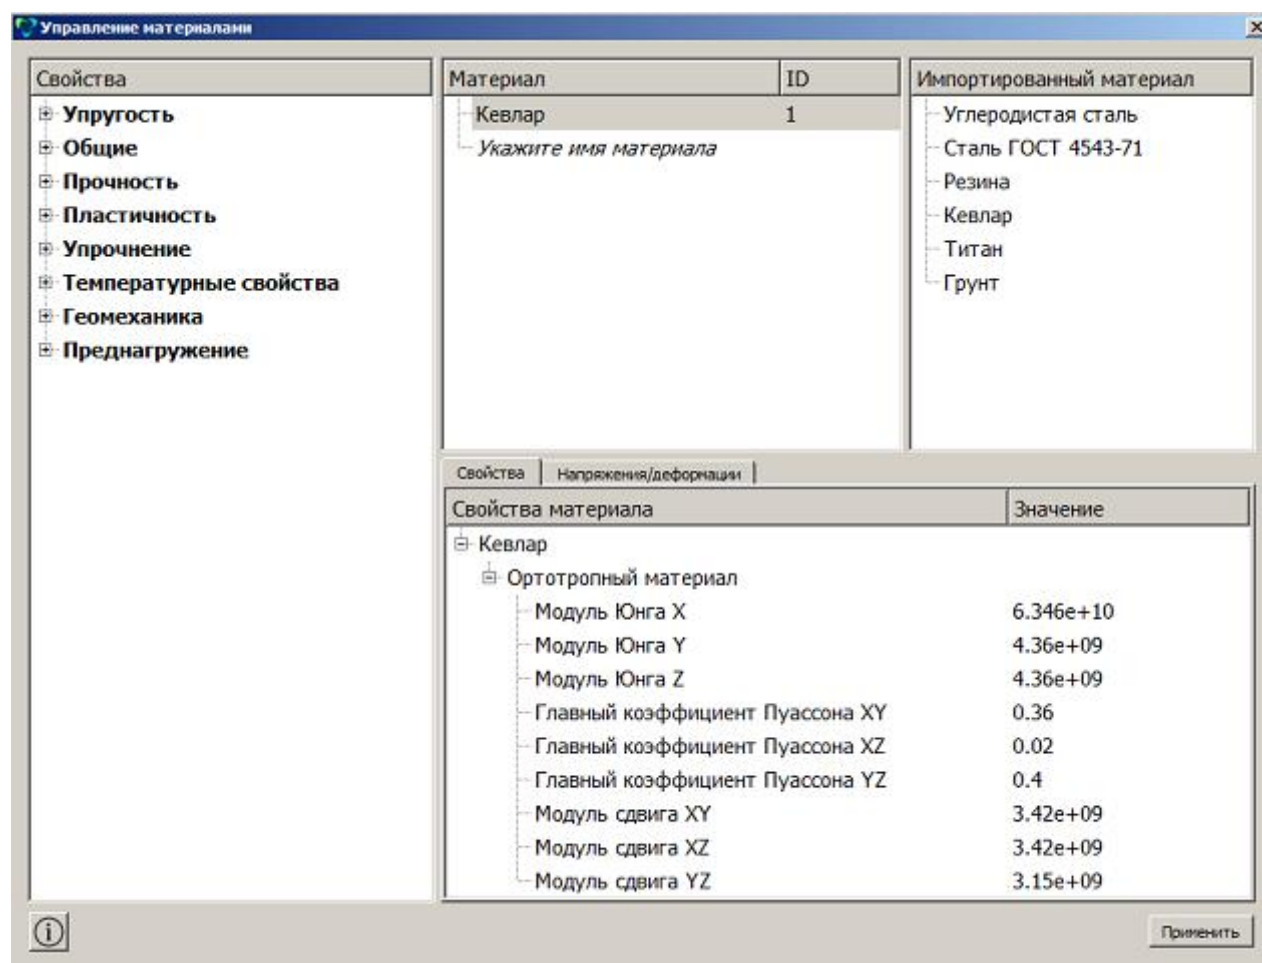 Управление материалами
Свойства
Упругость
Общие
Прочность
Пластичность
Упрочнение
Температурные свойства
Геомеханика
Преднагружение
Материал ID
Кевлар 1
Укажите имя материала
Импортированный материал
Углеродистая сталь
Сталь ГОСТ 4543-71
Резина
Кевлар
Титан
Грунт
Свойства Напряжения/деформации
Свойства материала Значение
Кевлар
Ортотропный материал
Модуль Юнга X 6.346e+10
Модуль Юнга Y 4.36e+09
Модуль Юнга Z 4.36e+09
Главный коэффициент Пуассона XY 0.36
Главный коэффициент Пуассона XZ 0.02
Главный коэффициент Пуассона YZ 0.4
Модуль сдвига XY 3.42e+09
Модуль сдвига XZ 3.42e+09
Модуль сдвига YZ 3.15e+09
Применить